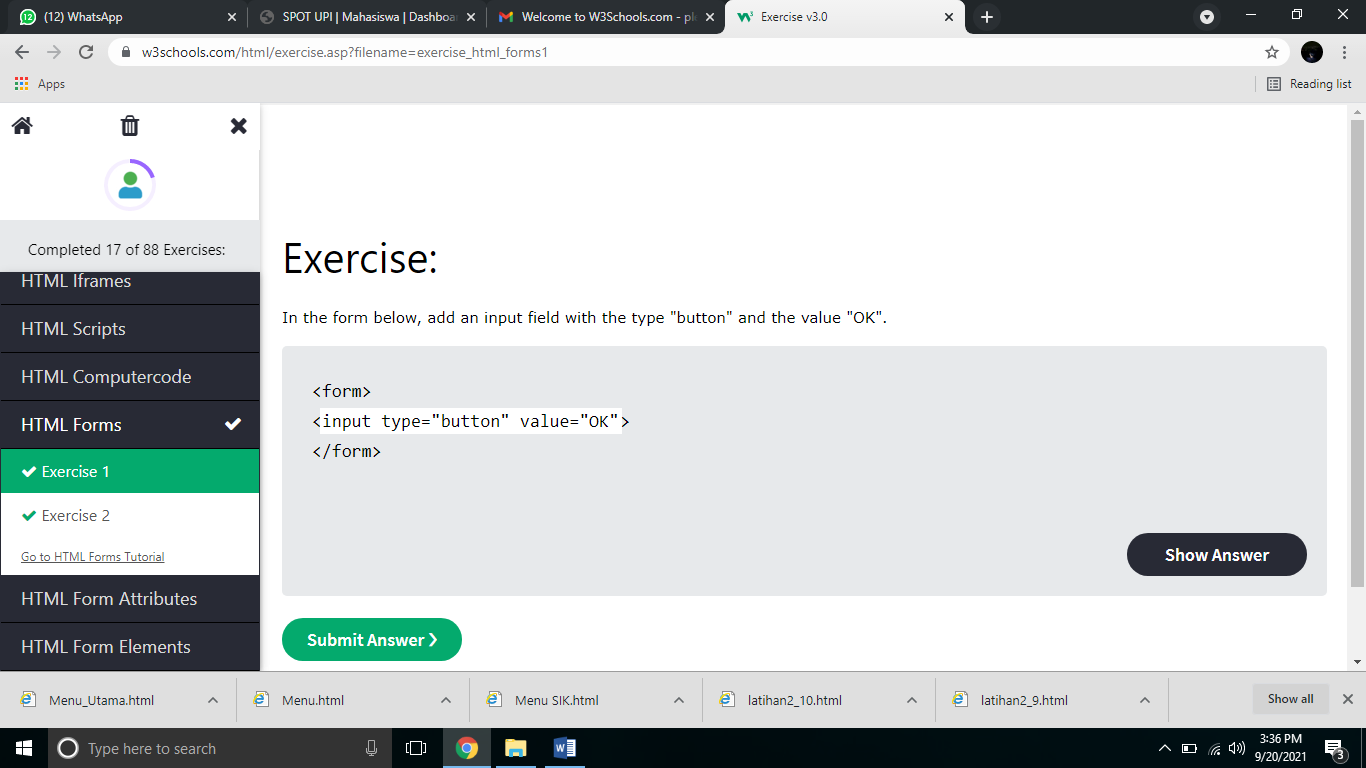 (12) WhatsApp
SPOT UPI | Mahasiswa | Dashboa
Welcome to W3Schools.com - pl
Exercise v3.0
w3schools.com/html/exercise.asp?filename=exercise_html_forms1
Apps
Reading list
Completed 17 of 88 Exercises:
HTML Iframes
HTML Scripts
HTML Computercode
HTML Forms
Exercise 1
Exercise 2
Go to HTML Forms Tutorial
HTML Form Attributes
HTML Form Elements
Exercise:
In the form below, add an input field with the type "button" and the value "OK".
<form>
<input type="button" value="OK">
</form>
Show Answer
Submit Answer ❯
Menu_Utama.html
Menu.html
Menu SIK.html
latihan2_10.html
latihan2_9.html
Show all
Type here to search
3:36 PM
9/20/2021
3